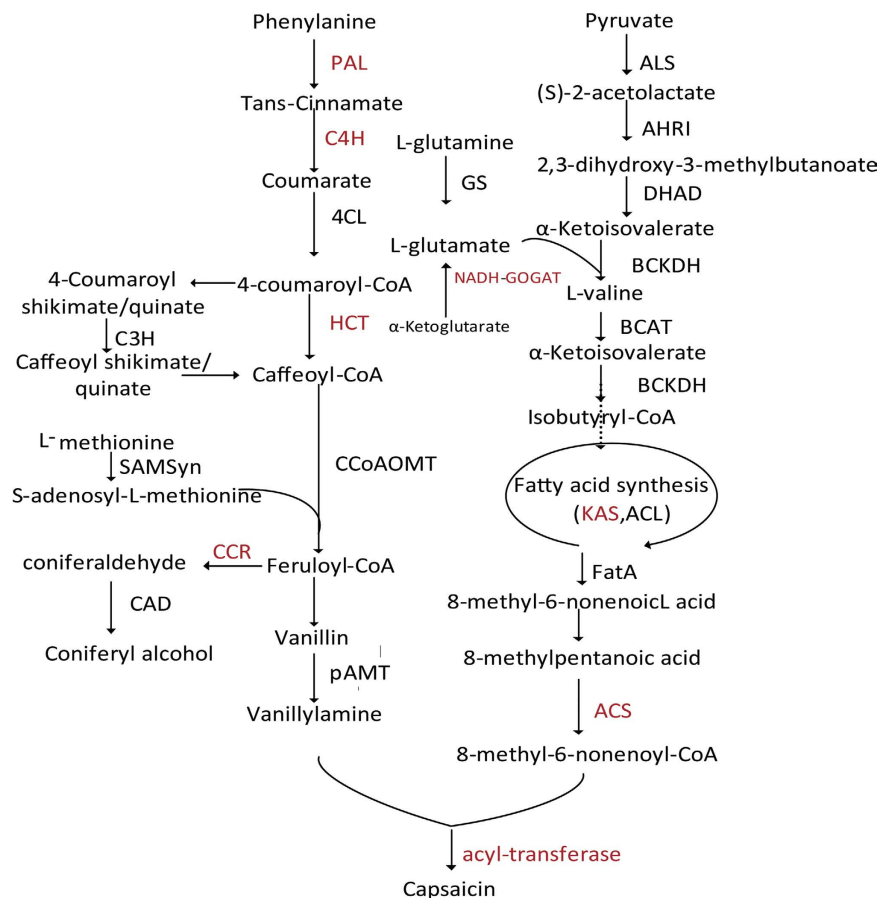 Phenylanine
PAL
Tans-Cinnamate
C4H
Coumarate
4CL
4-coumaroyl-CoA
4-Coumaroyl
shikimate/quinate
C3H
Caffeoyl shikimate/
quinate
HCT
Caffeoyl-CoA
L-methionine
SAMSyn
S-adenosyl-L-methionine
CCoAOMT
Feruloyl-CoA
CCR
coniferaldehyde
CAD
Coniferyl alcohol
Vanillin
pAMT
Vanillylamine
L-glutamine
GS
L-glutamate
NADH-GOGAT
α-Ketoglutarate
Pyruvate
ALS
(S)-2-acetolactate
AHRI
2,3-dihydroxy-3-methylbutanoate
DHAD
α-Ketoisovalerate
BCKDH
L-valine
BCAT
α-Ketoisovalerate
BCKDH
Isobutyryl-CoA
Fatty acid synthesis
(KAS,ACL)
FatA
8-methyl-6-nonenoicL acid
8-methylpentanoic acid
ACS
8-methyl-6-nonenoyl-CoA
acyl-transferase
Capsaicin